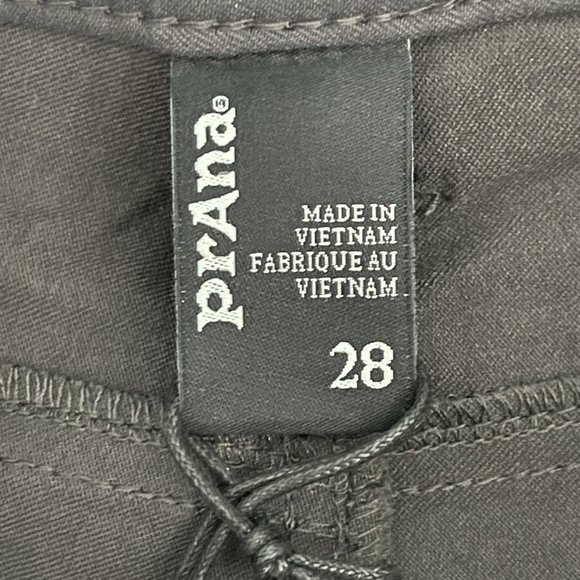 prAna®
MADE IN
VIETNAM
FABRIQUE AU
VIETNAM
28